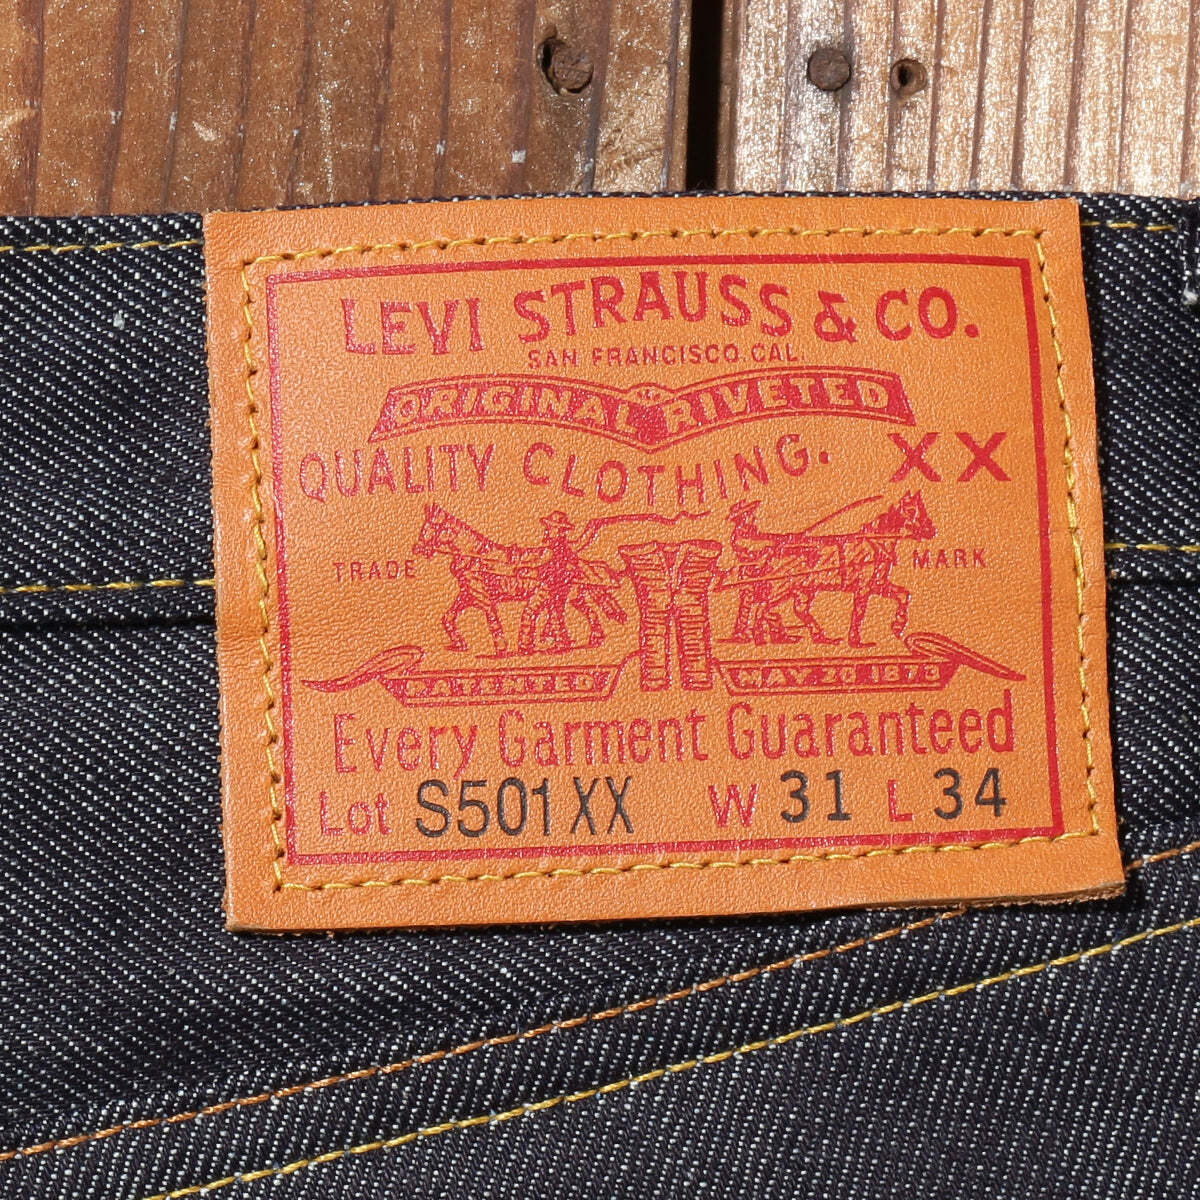 LEVI STRAUSS & CO.
SAN FRANCISCO, CAL.
ORIGINAL RIVETED
QUALITY CLOTHING. XX
TRADE MARK
PATENTED MAY 20 1873
Every Garment Guaranteed
Lot S501XX W 31 L 34